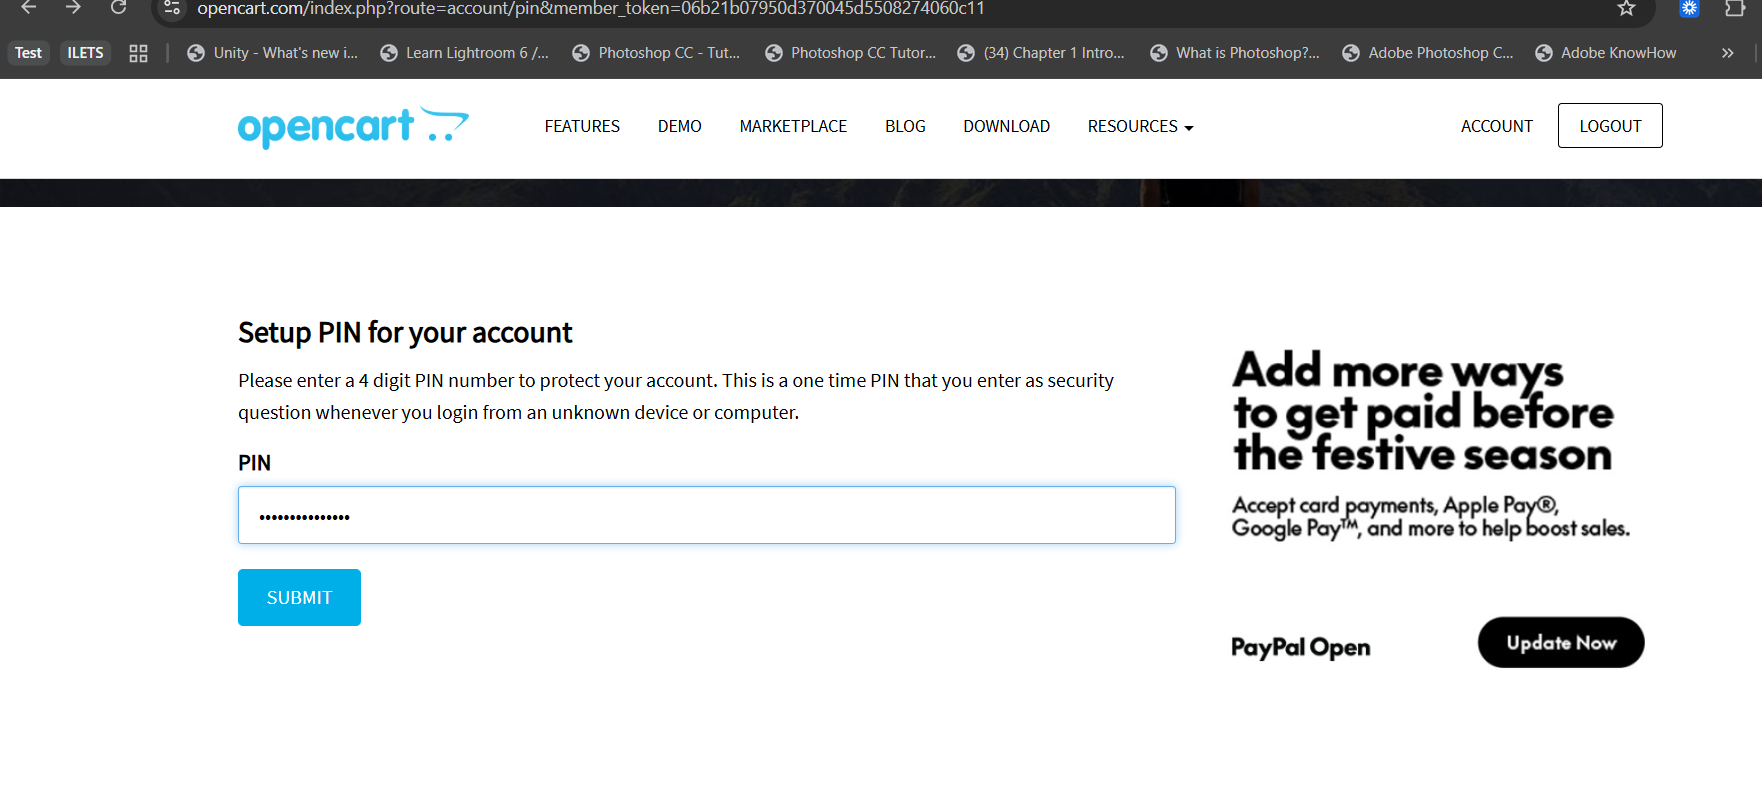 opencart.com/index.php?route=account/pin&member_token=06b21b07950d370045d5508274060c11
Test ILETS Unity - What's new i... Learn Lightroom 6 /... Photoshop CC - Tut... Photoshop CC Tutor... (34) Chapter 1 Intro... What is Photoshop?... Adobe Photoshop C... Adobe KnowHow »
opencart FEATURES DEMO MARKETPLACE BLOG DOWNLOAD RESOURCES ACCOUNT LOGOUT
Setup PIN for your account
Please enter a 4 digit PIN number to protect your account. This is a one time PIN that you enter as security
question whenever you login from an unknown device or computer.
PIN
•••••••••••••••
SUBMIT
Add more ways
to get paid before
the festive season
Accept card payments, Apple Pay®,
Google Pay™, and more to help boost sales.
PayPal Open Update Now